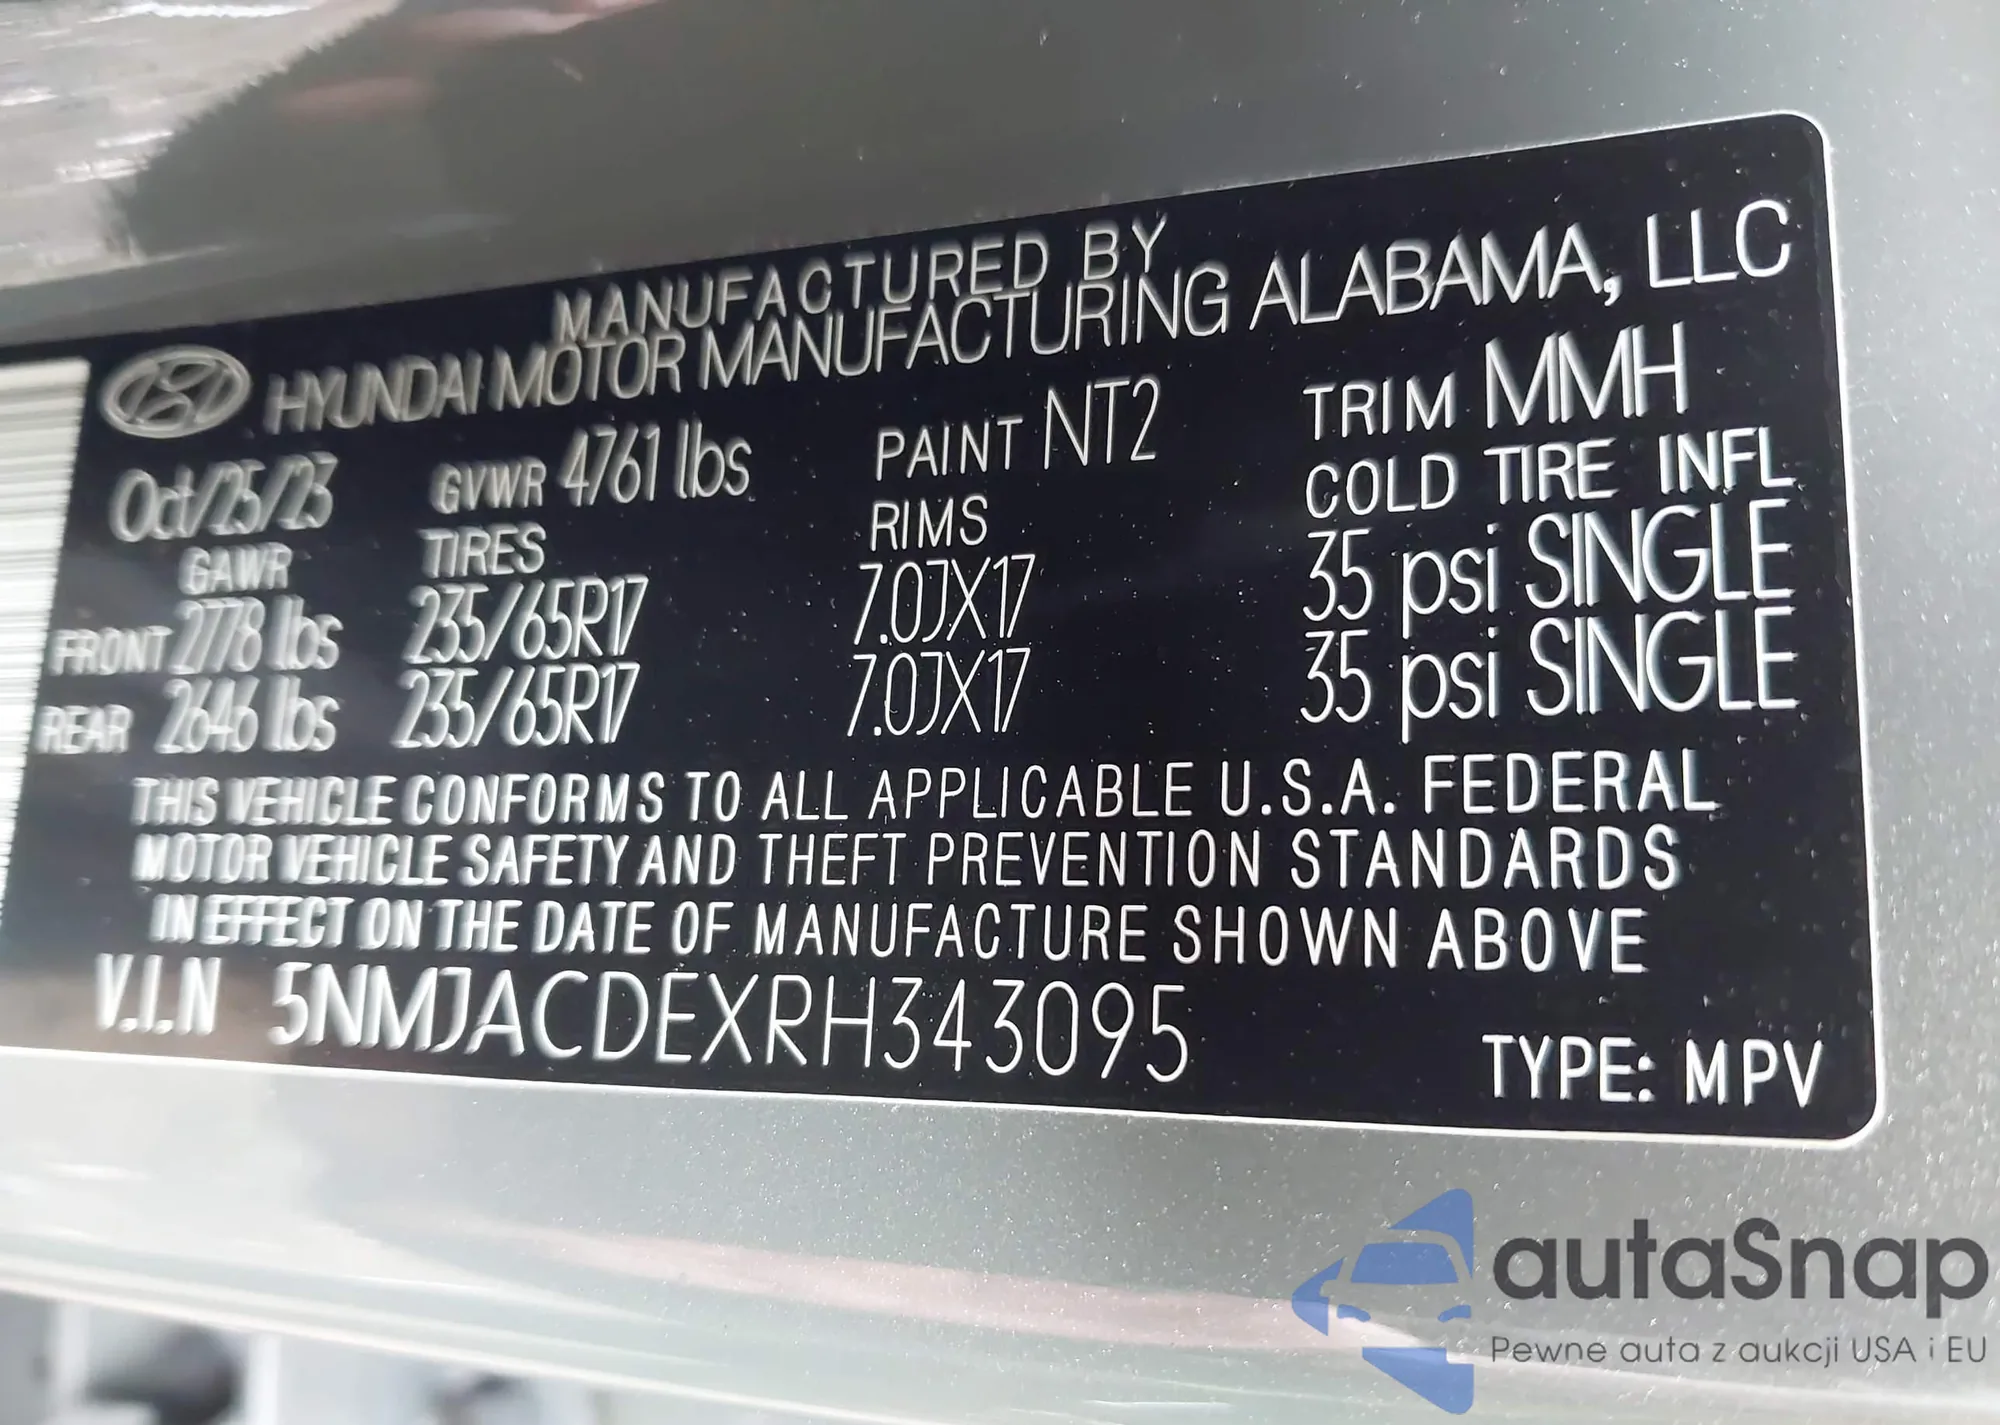 MANUFACTURED BY
HYUNDAI MOTOR MANUFACTURING ALABAMA, LLC
Oct/25/23 GVWR 4761 lbs PAINT NT2 TRIM MMH
GAWR TIRES RIMS COLD TIRE INFL
FRONT 2778 lbs 235/65R17 7.0JX17 35 psi SINGLE
REAR 2646 lbs 235/65R17 7.0JX17 35 psi SINGLE
THIS VEHICLE CONFORMS TO ALL APPLICABLE U.S.A. FEDERAL
MOTOR VEHICLE SAFETY AND THEFT PREVENTION STANDARDS
IN EFFECT ON THE DATE OF MANUFACTURE SHOWN ABOVE
V.I.N 5NMJACDEXRH343095
TYPE: MPV
autaSnap
Pewne auta z aukcji USA i EU